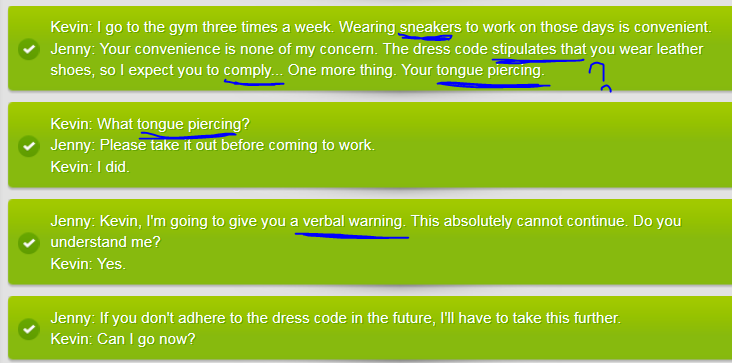 Kevin: I go to the gym three times a week. Wearing sneakers to work on those days is convenient.
Jenny: Your convenience is none of my concern. The dress code stipulates that you wear leather
shoes, so I expect you to comply... One more thing. Your tongue piercing.
?
Kevin: What tongue piercing?
Jenny: Please take it out before coming to work.
Kevin: I did.
Jenny: Kevin, I'm going to give you a verbal warning. This absolutely cannot continue. Do you
understand me?
Kevin: Yes.
Jenny: If you don't adhere to the dress code in the future, I'll have to take this further.
Kevin: Can I go now?